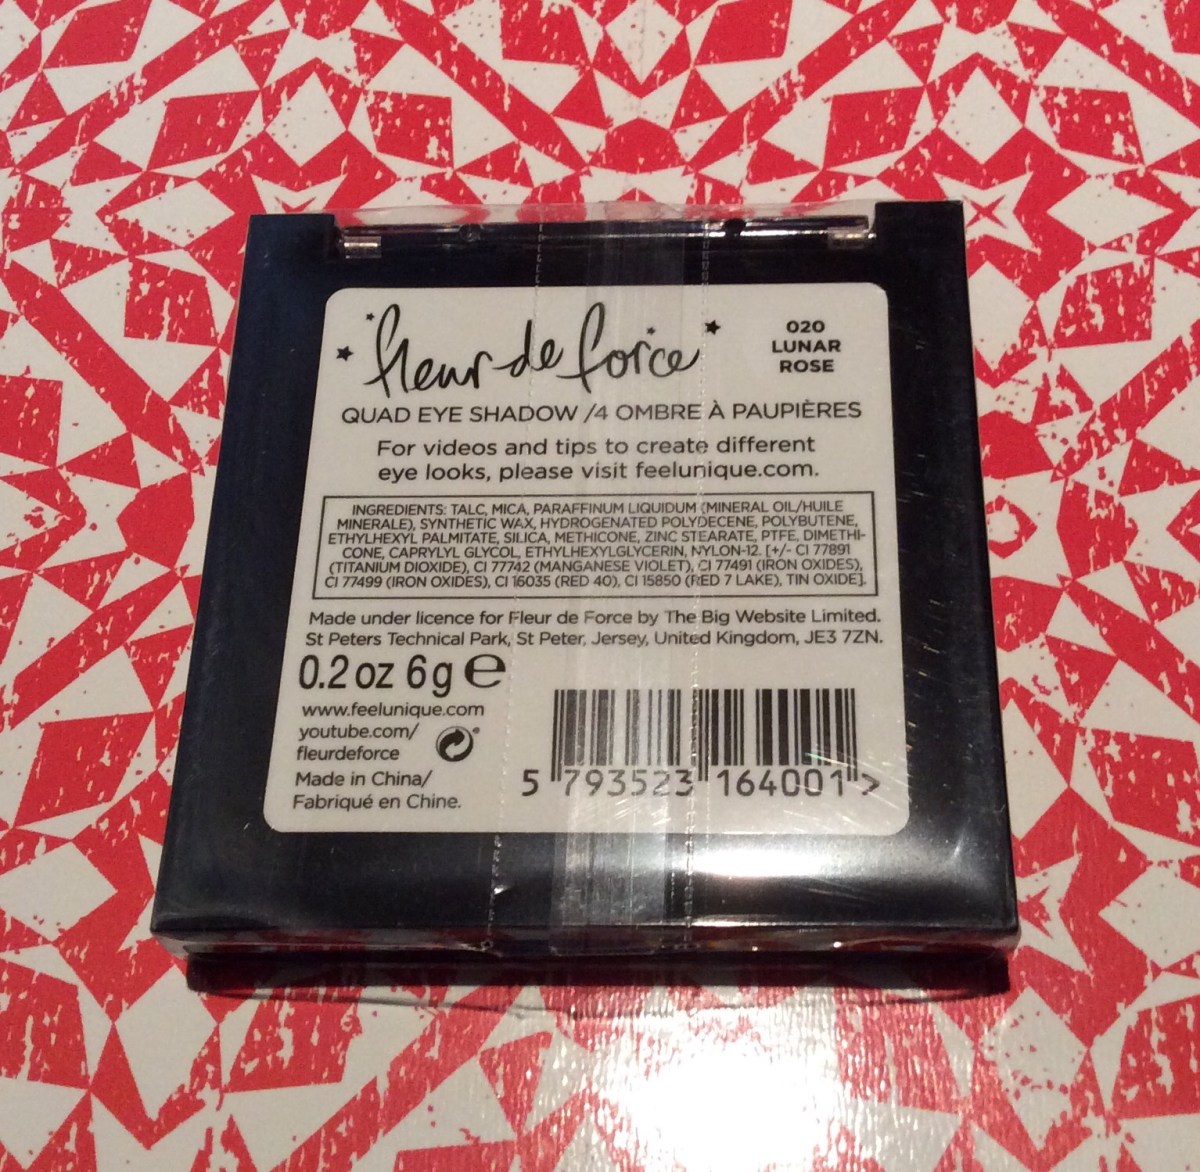 fleur de force
020
LUNAR
ROSE
QUAD EYE SHADOW /4 OMBRE À PAUPIÈRES
For videos and tips to create different
eye looks, please visit feelunique.com.
INGREDIENTS: TALC, MICA, PARAFFINUM LIQUIDUM (MINERAL OIL/HUILE
MINERALE), SYNTHETIC WAX, HYDROGENATED POLYDECENE, POLYBUTENE,
ETHYLHEXYL PALMITATE, SILICA, METHICONE, ZINC STEARATE, PTFE, DIMETHI-
CONE, CAPRYLYL GLYCOL, ETHYLHEXYLGLYCERIN, NYLON-12. [+/- CI 77891
(TITANIUM DIOXIDE), CI 77742 (MANGANESE VIOLET), CI 77491 (IRON OXIDES),
CI 77499 (IRON OXIDES), CI 16035 (RED 40), CI 15850 (RED 7 LAKE), TIN OXIDE].
Made under licence for Fleur de Force by The Big Website Limited.
St Peters Technical Park, St Peter, Jersey, United Kingdom, JE3 7ZN.
0.2 oz 6g ℮
www.feelunique.com
youtube.com/
fleurdeforce
Made in China/
Fabriqué en Chine.
5 793523 164001 >